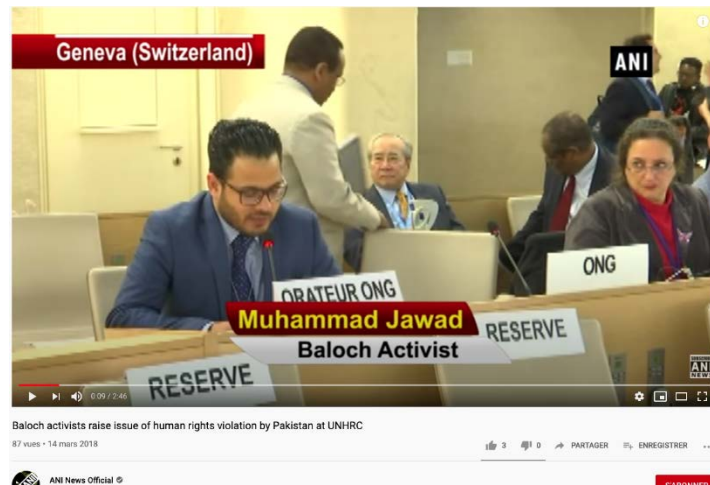 Geneva (Switzerland)
ANI
ORATEUR ONG
ONG
Muhammad Jawad
Baloch Activist
RESERVE
RESERVE
ANI
NEWS
0:09 / 2:46
Baloch activists raise issue of human rights violation by Pakistan at UNHRC
87 vues • 14 mars 2018
3
0
PARTAGER
ENREGISTRER
ANI News Official
S'ABONNER